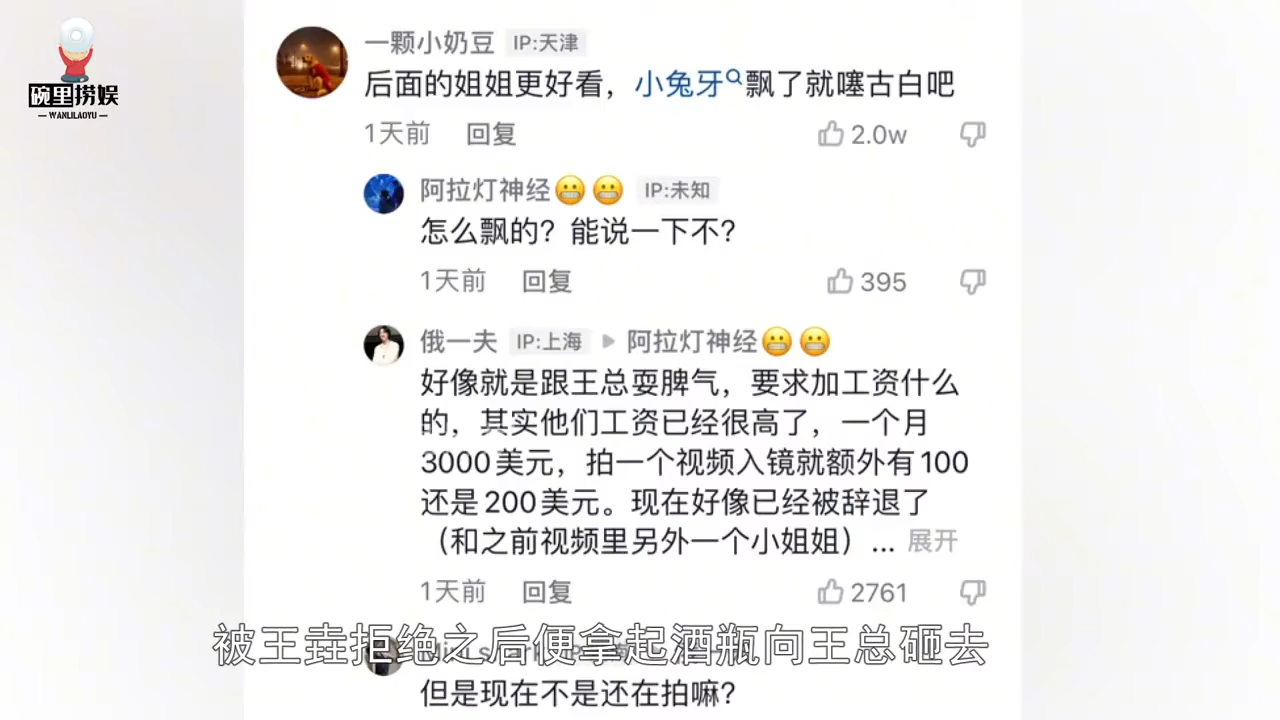 碗里捞娱
WANLILAOYU
一颗小奶豆 IP:天津
后面的姐姐更好看，小兔牙飘了就噻古白吧
1天前 回复 2.0w
阿拉灯神经😬😬 IP:未知
怎么飘的？能说一下不？
1天前 回复 395
俄一夫 IP:上海 ▶ 阿拉灯神经😬😬
好像就是跟王总耍脾气，要求加工资什么
的，其实他们工资已经很高了，一个月
3000美元，拍一个视频入镜就额外有100
还是200美元。现在好像已经被辞退了
（和之前视频里另外一个小姐姐）... 展开
1天前 回复 2761
被王垚拒绝之后便拿起酒瓶向王总砸去
但是现在不是还在拍嘛？